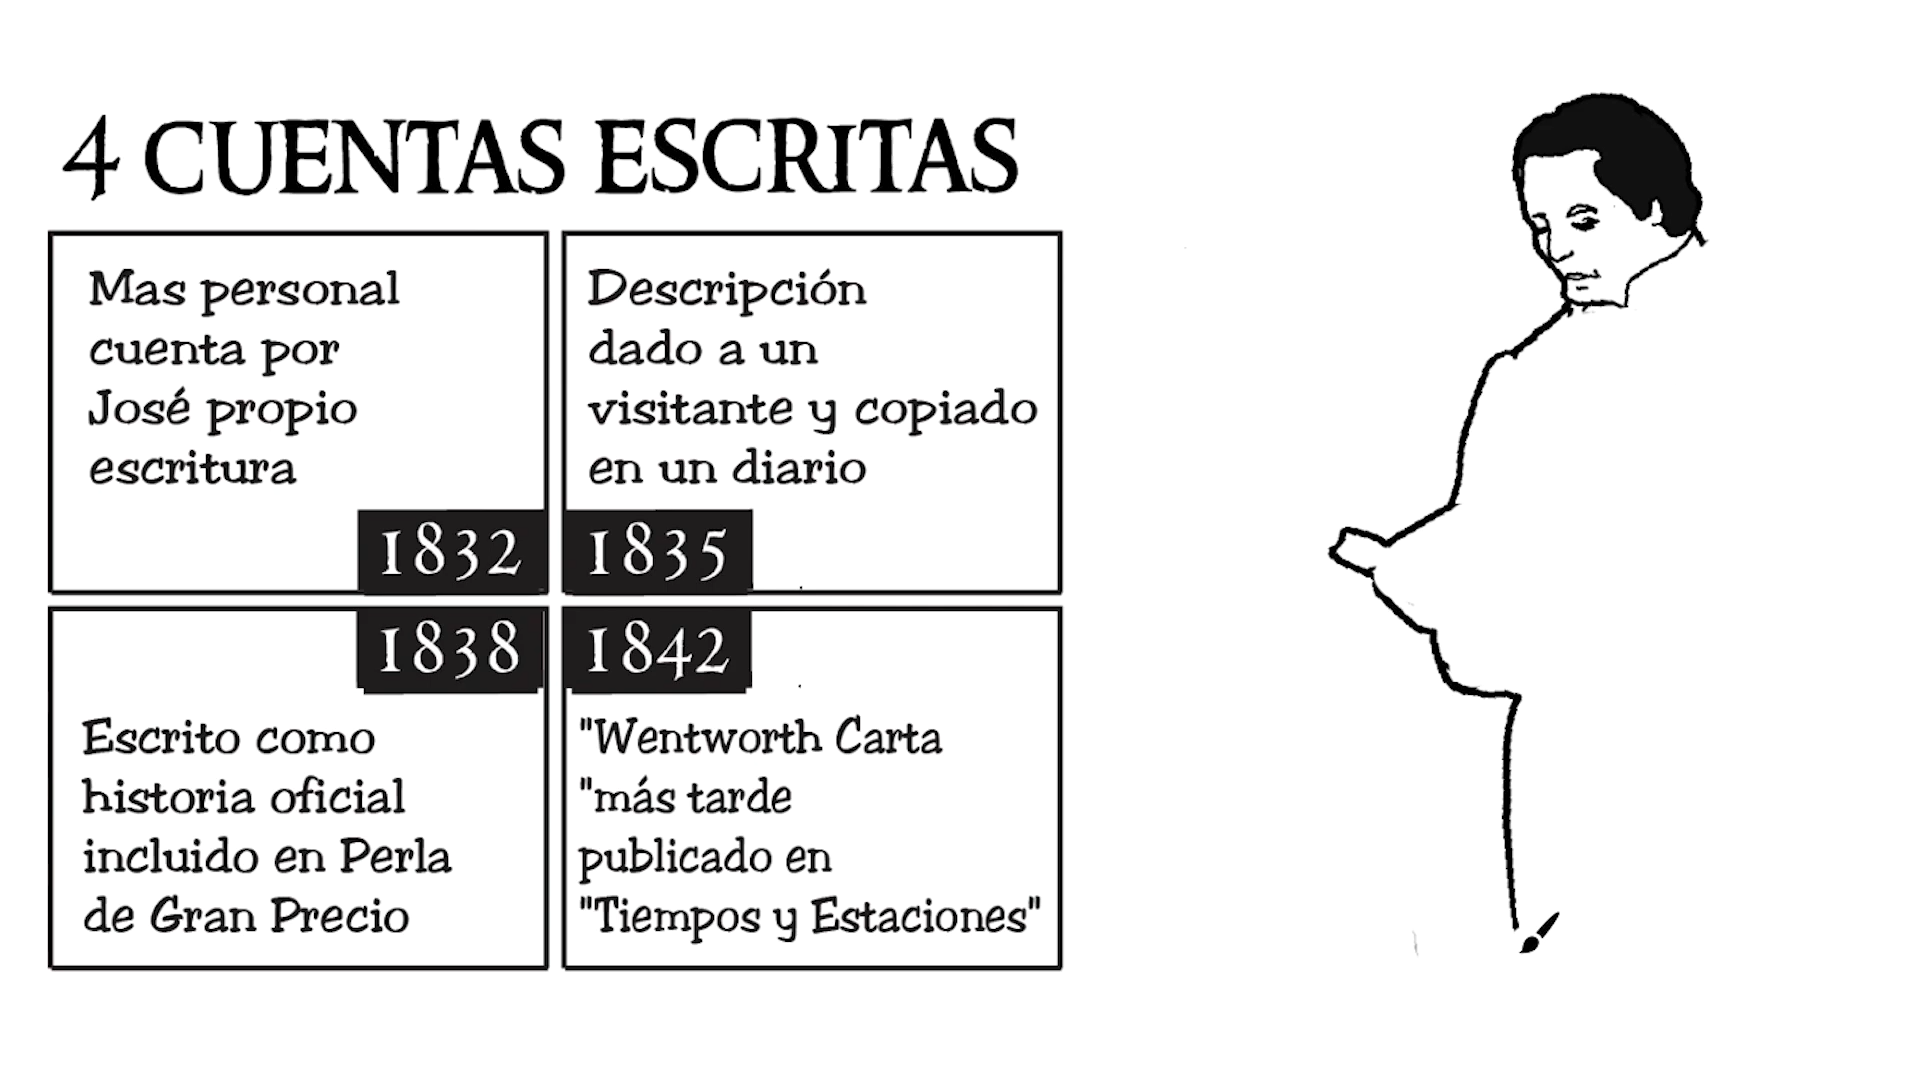 4 CUENTAS ESCRITAS
Mas personal
cuenta por
José propio
escritura
1832
Descripción
dado a un
visitante y copiado
en un diario
1835
1838
Escrito como
historia oficial
incluido en Perla
de Gran Precio
1842
"Wentworth Carta
"más tarde
publicado en
"Tiempos y Estaciones"